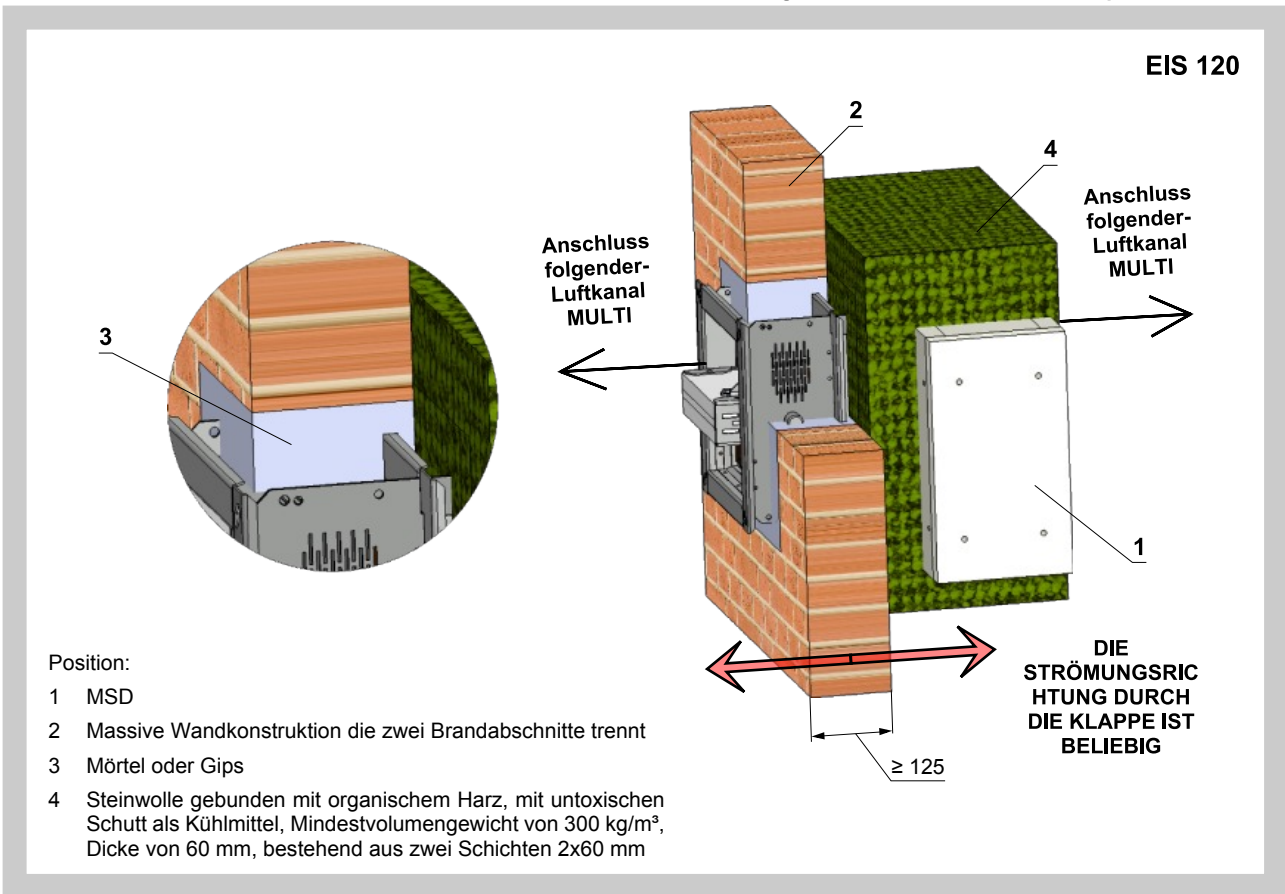 EIS 120
2
4
Anschluss
folgender-
Luftkanal
MULTI
Anschluss
folgender-
Luftkanal
MULTI
3
1
DIE
STRÖMUNGSRIC
HTUNG DURCH
DIE KLAPPE IST
BELIEBIG
≥ 125
Position:
1 MSD
2 Massive Wandkonstruktion die zwei Brandabschnitte trennt
3 Mörtel oder Gips
4 Steinwolle gebunden mit organischem Harz, mit untoxischen
Schutt als Kühlmittel, Mindestvolumengewicht von 300 kg/m³,
Dicke von 60 mm, bestehend aus zwei Schichten 2x60 mm